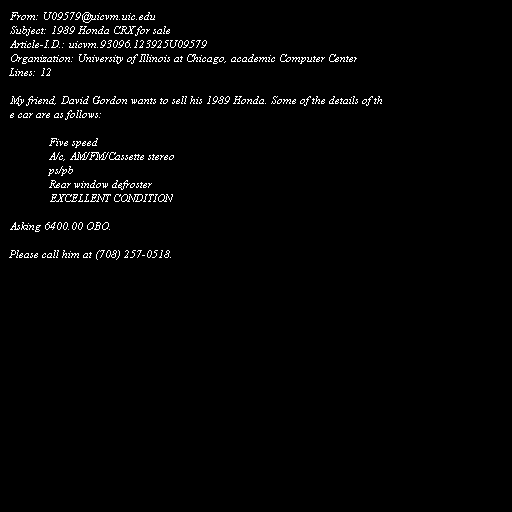 From: U09579@uicvm.uic.edu
Subject: 1989 Honda CRX for sale
Article-I.D.: uicvm.93096.123925U09579
Organization: University of Illinois at Chicago, academic Computer Center
Lines: 12

My friend, David Gordon wants to sell his 1989 Honda. Some of the details of th
e car are as follows:

Five speed
A/c, AM/FM/Cassette stereo
ps/pb
Rear window defroster
EXCELLENT CONDITION

Asking 6400.00 OBO.

Please call him at (708) 257-0518.